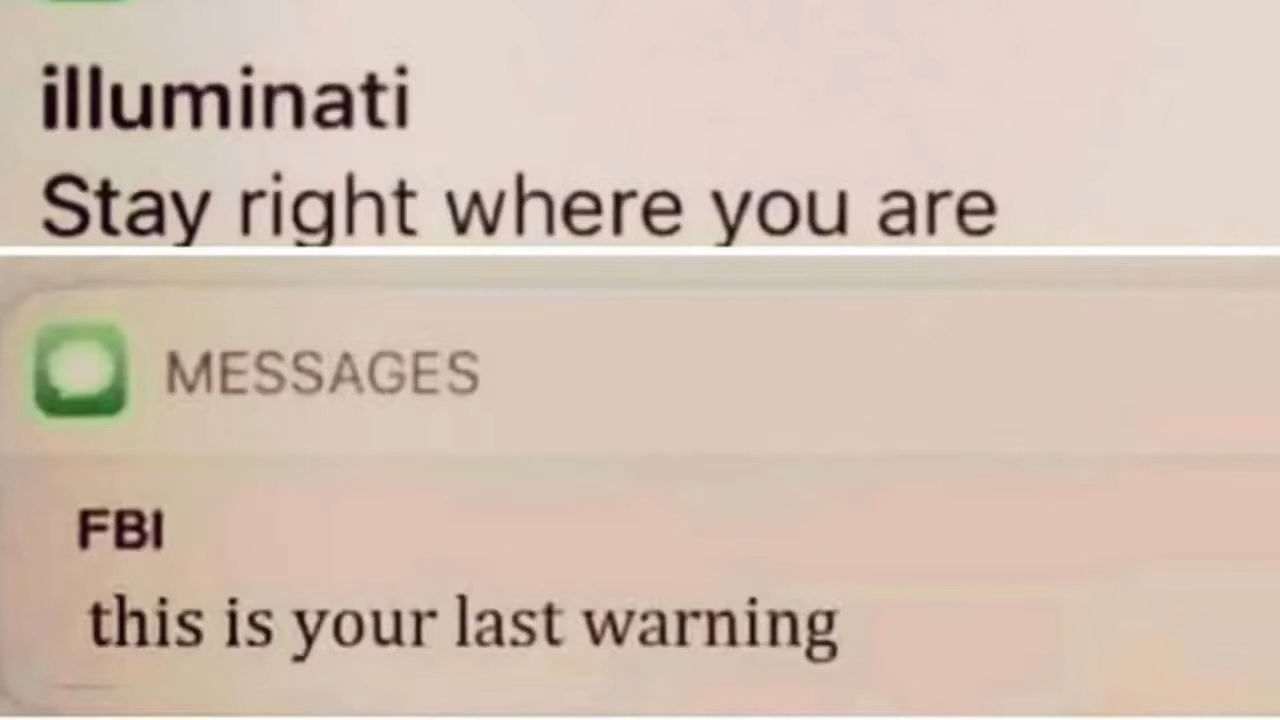 illuminati
Stay right where you are
MESSAGES
FBI
this is your last warning